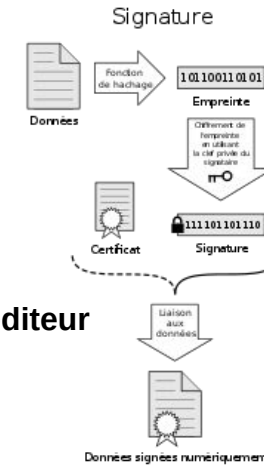 Signature
Fonction
de hachage
101100110101
Empreinte
Données
Chiffrement de
l'empreinte
en utilisant
la clef privée du
signataire
111101101110
Certificat
Signature
diteur
Liaison
aux
données
Données signées numériquement